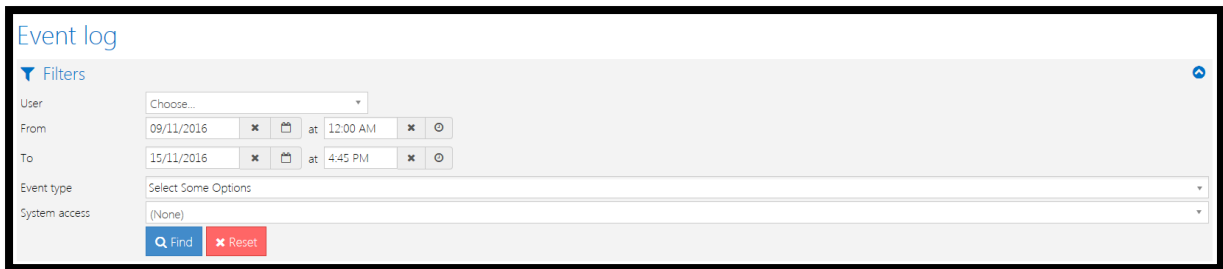 Event log
Filters
User Choose...
From 09/11/2016 at 12:00 AM
To 15/11/2016 at 4:45 PM
Event type Select Some Options
System access (None)
Find Reset